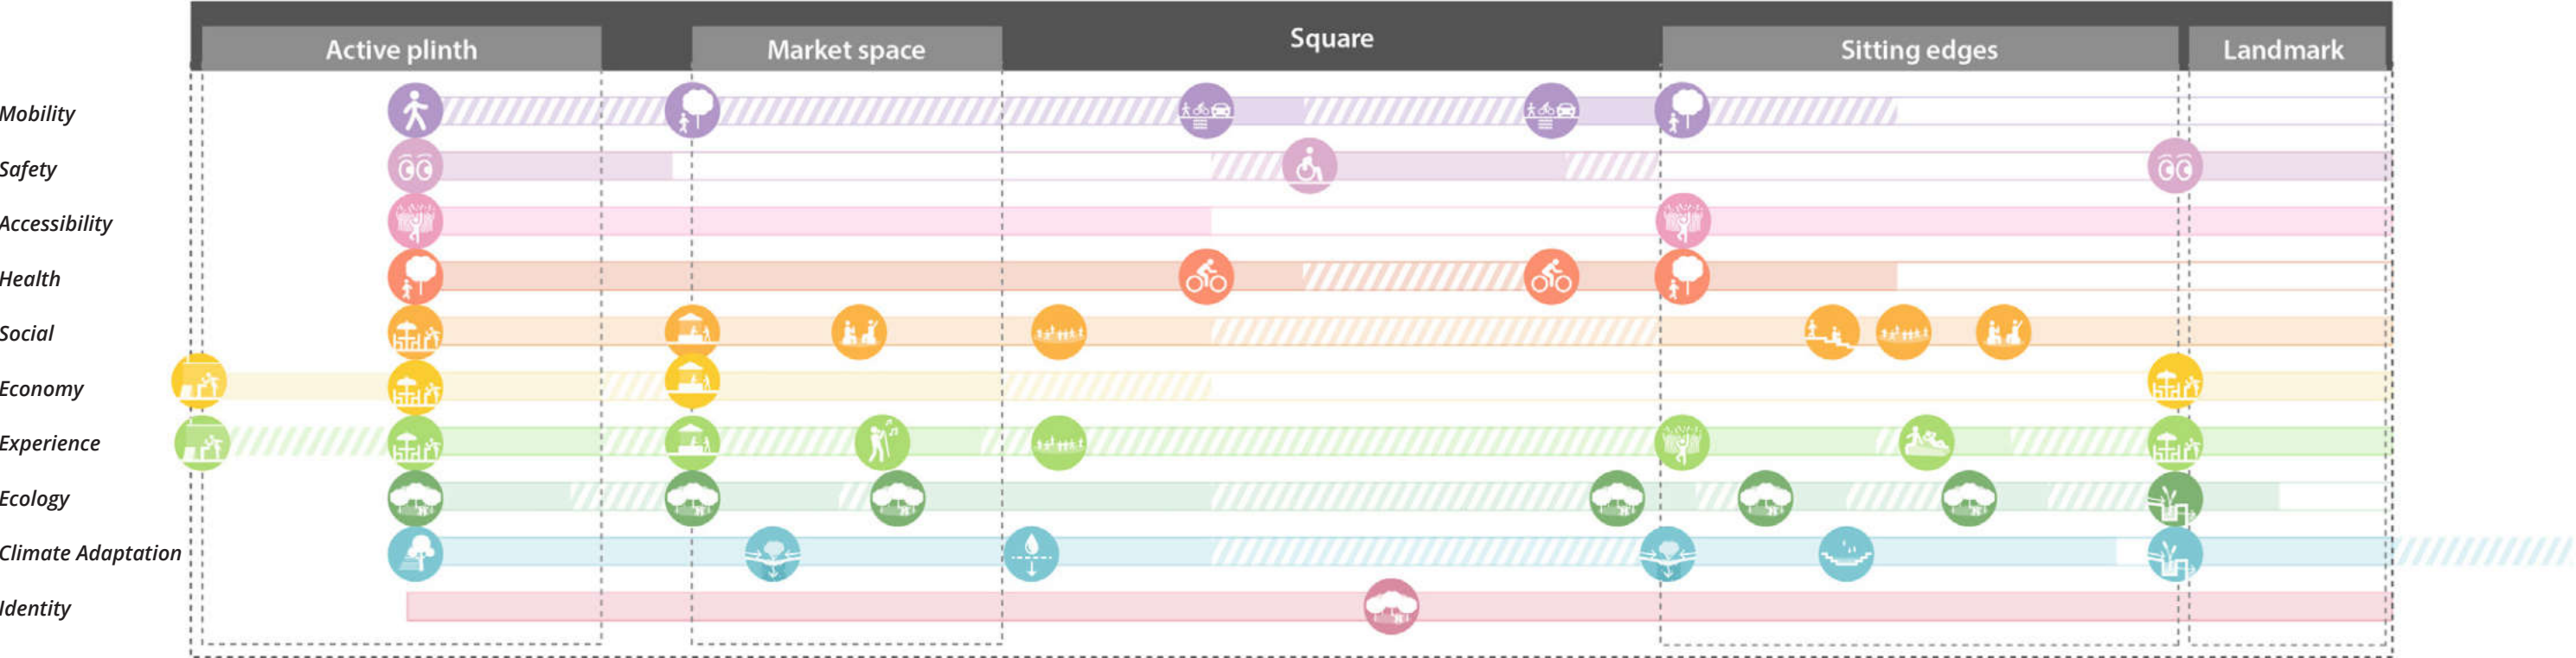 Square
Active plinth
Market space
Sitting edges
Landmark
Mobility
Safety
Accessibility
Health
Social
Economy
Experience
Ecology
Climate Adaptation
Identity